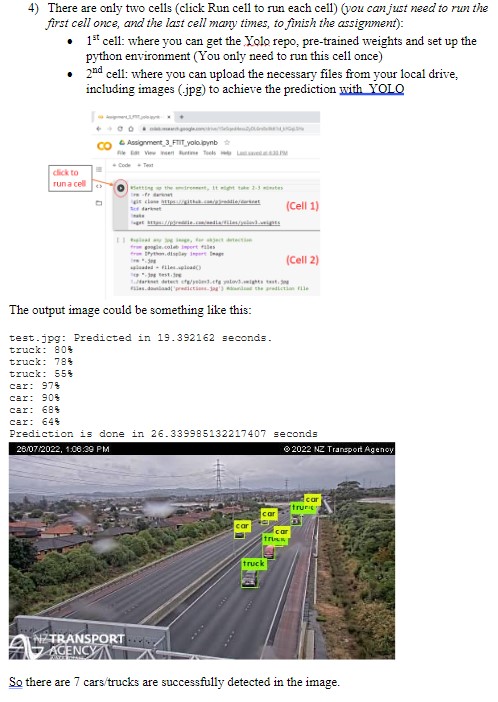 4) There are only two cells (click Run cell to run each cell) (you can just need to run the
first cell once, and the last cell many times, to finish the assignment):
• 1st cell: where you can get the Yolo repo, pre-trained weights and set up the
python environment (You only need to run this cell once)
• 2nd cell: where you can upload the necessary files from your local drive,
including images (.jpg) to achieve the prediction with YOLO
Assignment_3_FTIT_yolo.ipynb
File Edit View Insert Runtime Tools Help
+ Code + Text
click to
run a cell
#Setting up the environment, it might take 2-3 minutes
!rm -fr darknet
!git clone https://github.com/pjreddie/darknet
%cd darknet
!make
!wget https://pjreddie.com/media/files/yolov3.weights
(Cell 1)
#upload any jpg image, for object detection
from google.colab import files
from IPython.display import Image
!rm *.jpg
uploaded = files.upload()
!cp *.jpg test.jpg
!./darknet detect cfg/yolov3.cfg yolov3.weights test.jpg
files.download('predictions.jpg') #download the prediction file
(Cell 2)
The output image could be something like this:
test.jpg: Predicted in 19.392162 seconds.
truck: 80%
truck: 78%
truck: 55%
car: 97%
car: 90%
car: 68%
car: 64%
Prediction is done in 26.339985132217407 seconds
26/07/2022, 1:06:39 PM © 2022 NZ Transport Agency
car
truck
car
car
car
truck
truck
NZ TRANSPORT
AGENCY
So there are 7 cars/trucks are successfully detected in the image.